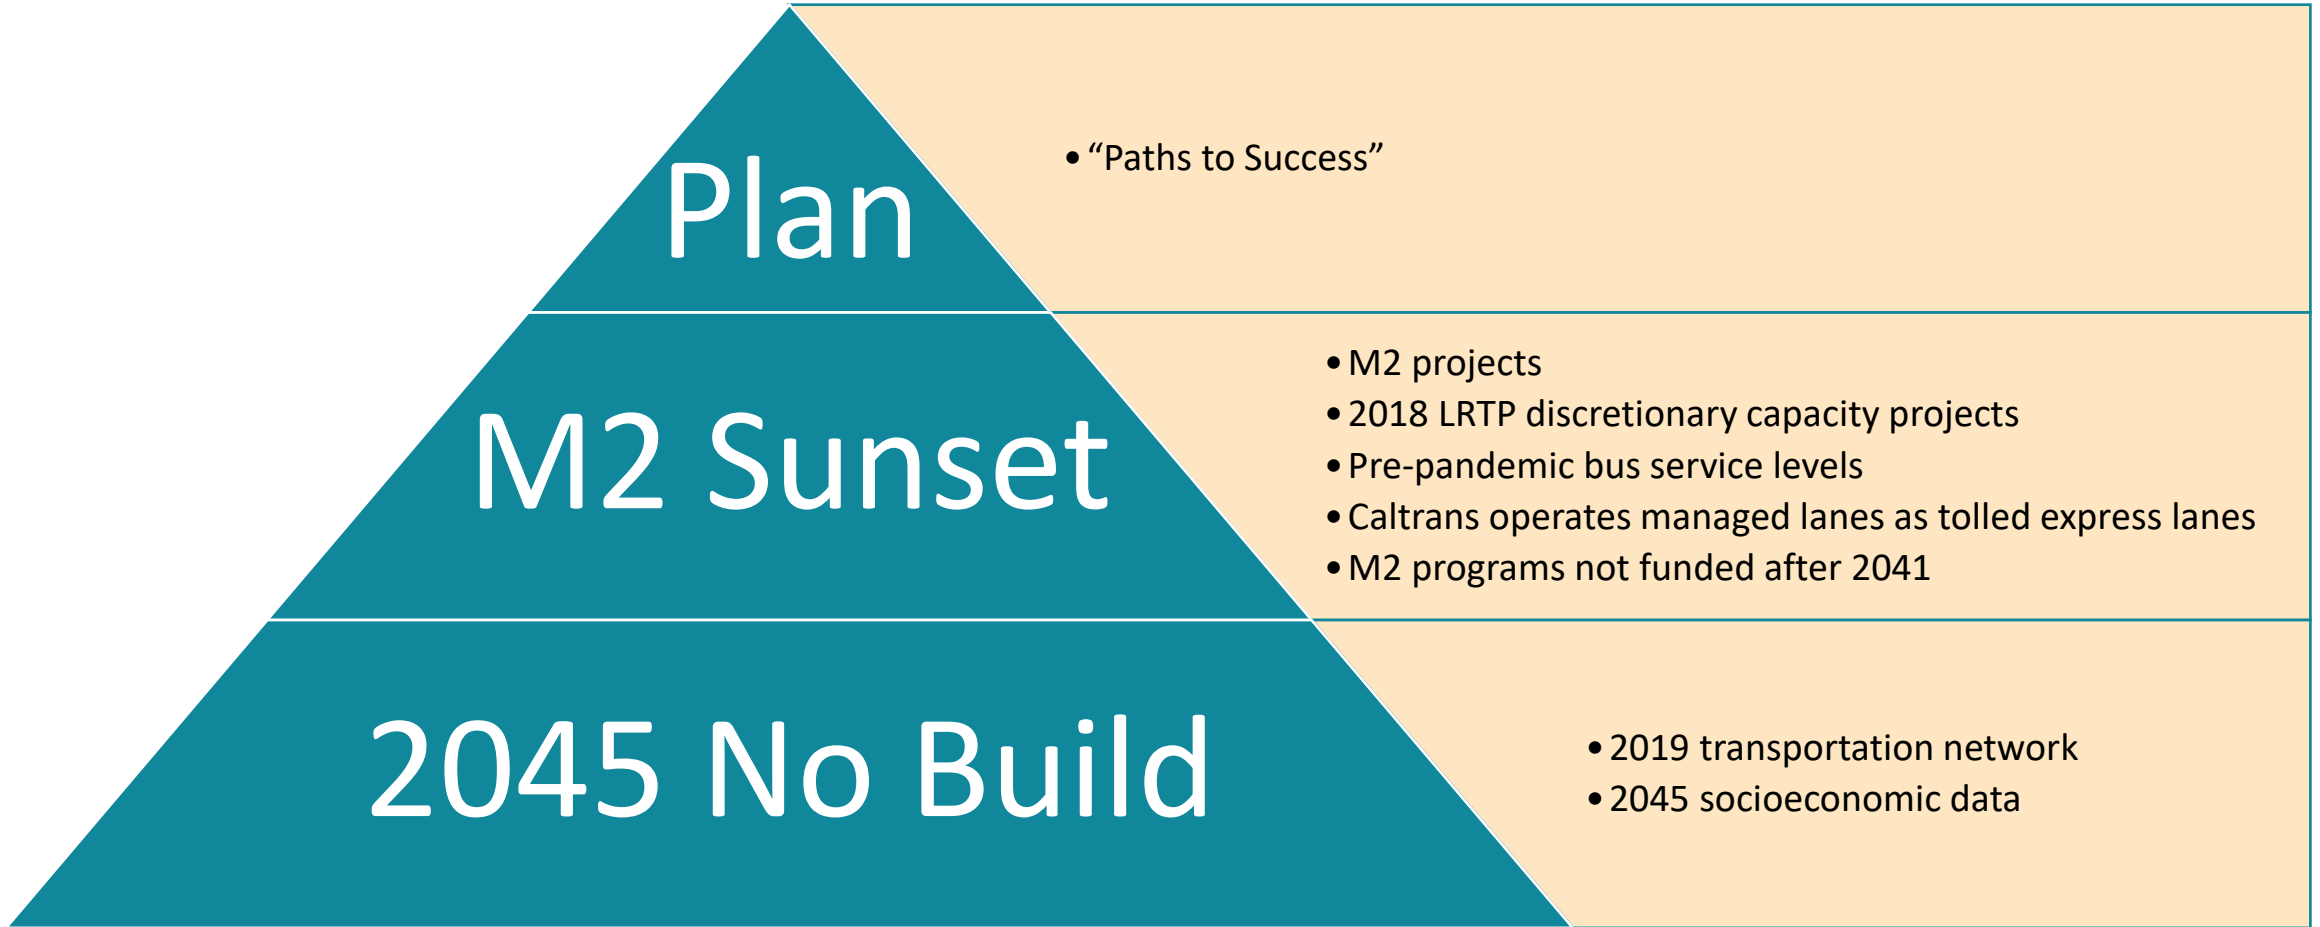 Plan
• “Paths to Success”
M2 Sunset
• M2 projects
• 2018 LRTP discretionary capacity projects
• Pre-pandemic bus service levels
• Caltrans operates managed lanes as tolled express lanes
• M2 programs not funded after 2041
2045 No Build
• 2019 transportation network
• 2045 socioeconomic data